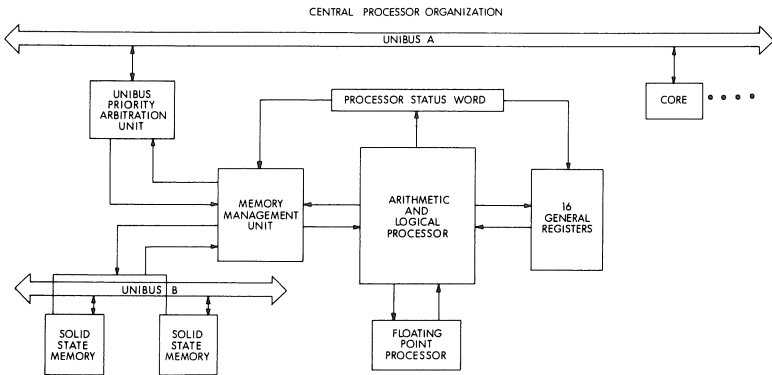 CENTRAL PROCESSOR ORGANIZATION
UNIBUS A
UNIBUS
PRIORITY
ARBITRATION
UNIT
PROCESSOR STATUS WORD
CORE
MEMORY
MANAGEMENT
UNIT
ARITHMETIC
AND
LOGICAL
PROCESSOR
16
GENERAL
REGISTERS
UNIBUS B
SOLID
STATE
MEMORY
SOLID
STATE
MEMORY
FLOATING
POINT
PROCESSOR